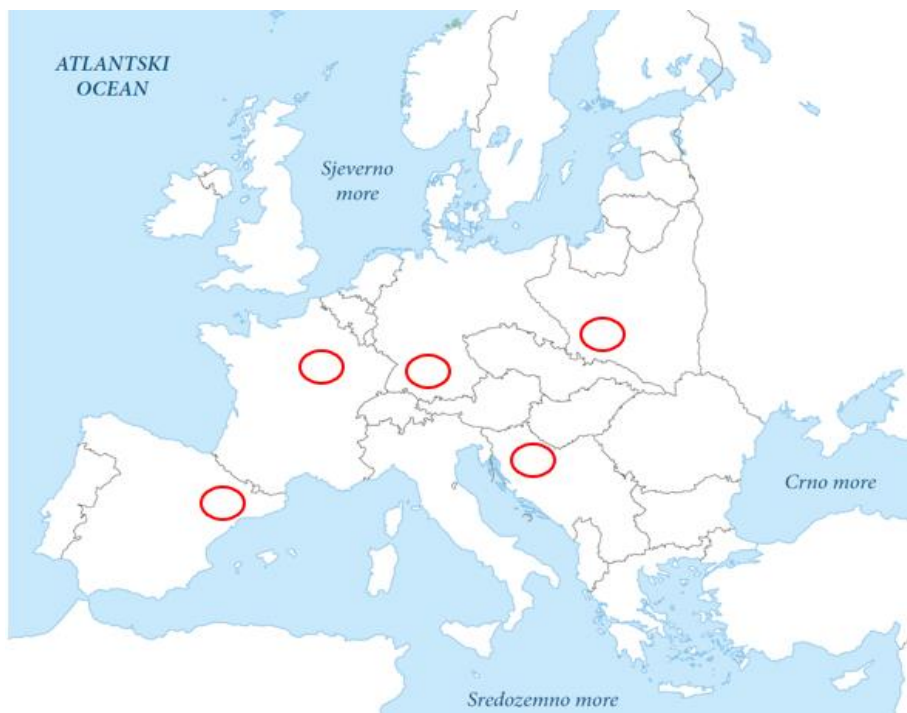 ATLANTSKI
OCEAN
Sjeverno
more
Crno more
Sredozemno more